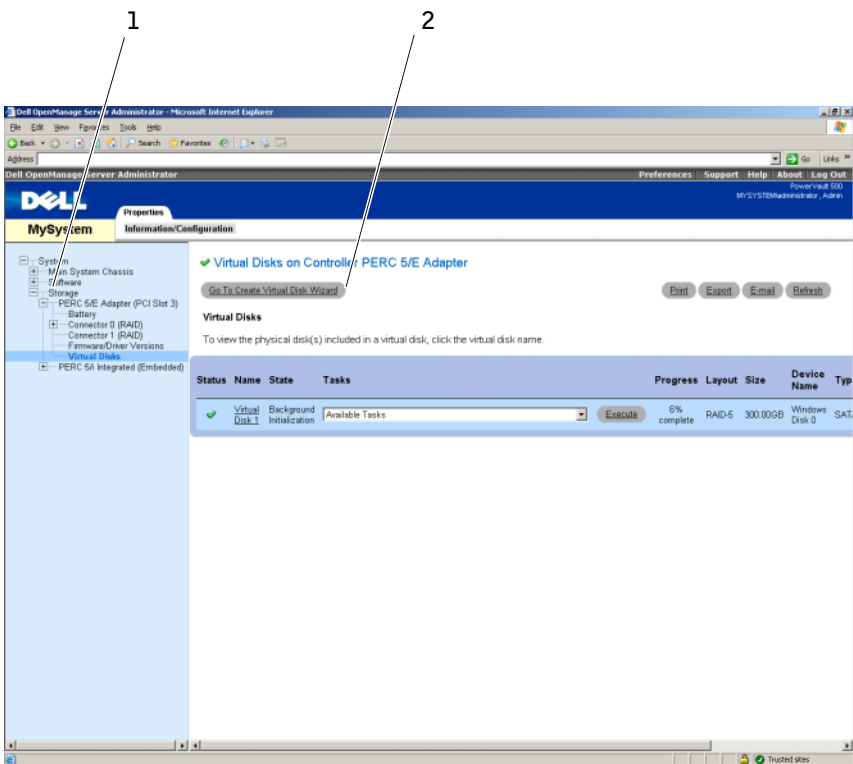 1 2
Dell OpenManage Server Administrator - Microsoft Internet Explorer
File Edit View Favorites Tools Help
Back Search Favorites
Address Go Links »
Dell OpenManage Server Administrator Preferences Support Help About Log Out
PowerVault 500
MYSYSTEM\administrator, Admin
DELL
Properties
MySystem Information/Configuration
System
Main System Chassis
Software
Storage
PERC 5/E Adapter (PCI Slot 3)
Battery
Connector 0 (RAID)
Connector 1 (RAID)
Firmware/Driver Versions
Virtual Disks
PERC 5/i Integrated (Embedded)
Virtual Disks on Controller PERC 5/E Adapter
Go To Create Virtual Disk Wizard Print Export E-mail Refresh
Virtual Disks
To view the physical disk(s) included in a virtual disk, click the virtual disk name.
Status Name State Tasks Progress Layout Size Device Name Typ
Virtual Disk 1 Background Initialization Available Tasks Execute 6% complete RAID-5 300.00GB Windows Disk 0 SATA
Trusted sites